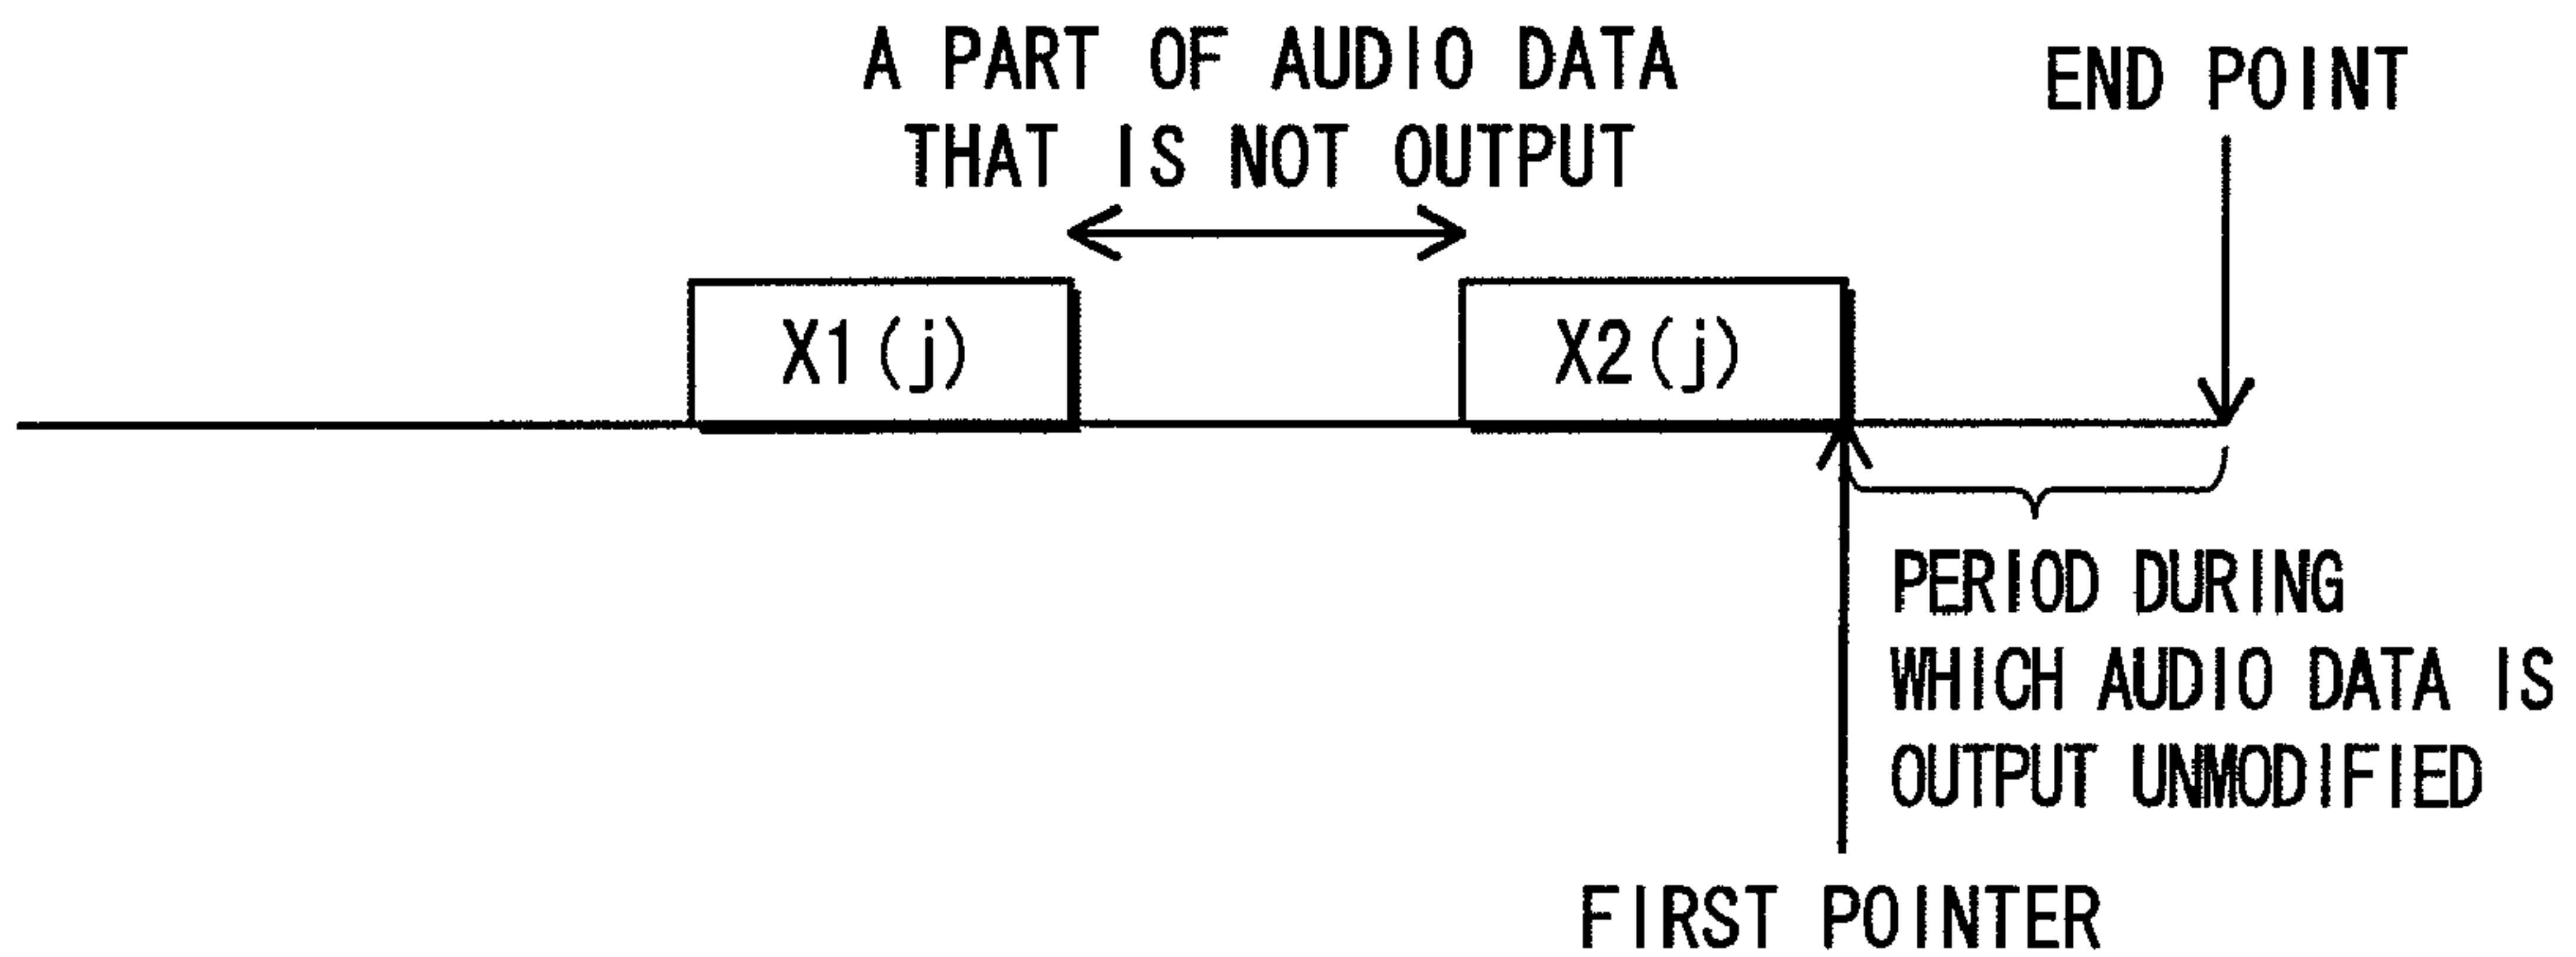 A PART OF AUDIO DATA
THAT IS NOT OUTPUT
END POINT
X1(j)
X2(j)
PERIOD DURING
WHICH AUDIO DATA IS
OUTPUT UNMODIFIED
FIRST POINTER